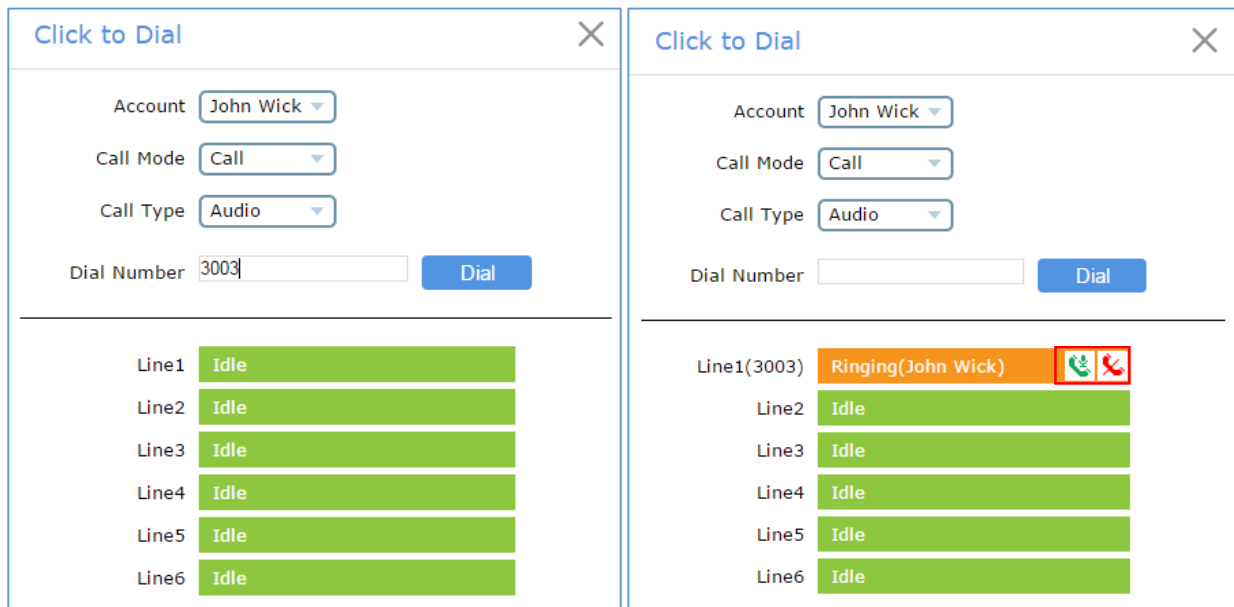 Click to Dial
Account John Wick
Call Mode Call
Call Type Audio
Dial Number 3003 Dial
Line1 Idle
Line2 Idle
Line3 Idle
Line4 Idle
Line5 Idle
Line6 Idle
Click to Dial
Account John Wick
Call Mode Call
Call Type Audio
Dial Number Dial
Line1(3003) Ringing(John Wick)
Line2 Idle
Line3 Idle
Line4 Idle
Line5 Idle
Line6 Idle